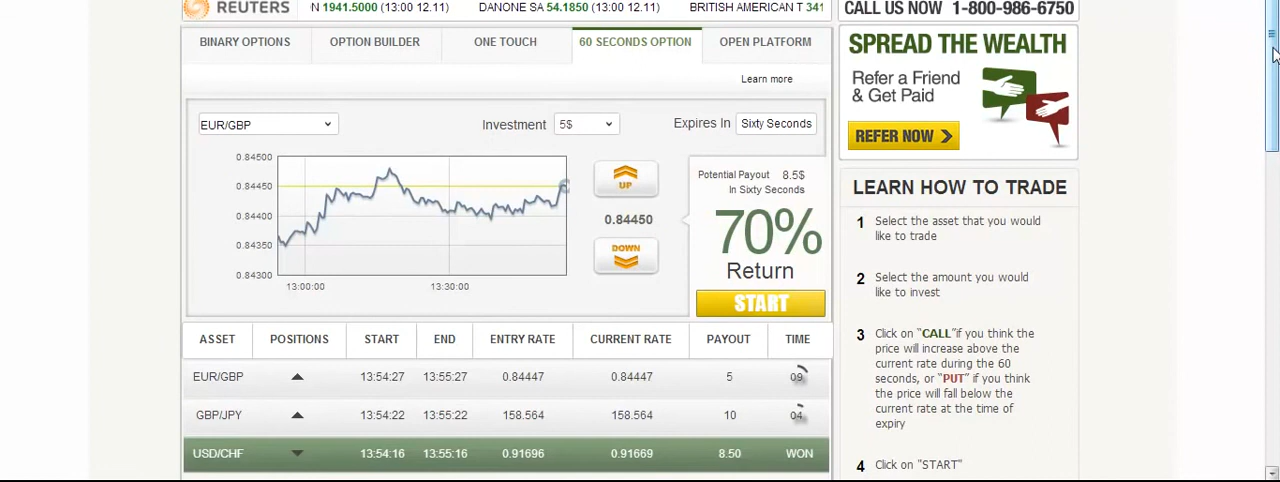 REUTERS
N 1941.5000 (13:00 12.11) DANONE SA 54.1850 (13:00 12.11) BRITISH AMERICAN T 341
CALL US NOW 1-800-986-6750
BINARY OPTIONS OPTION BUILDER ONE TOUCH 60 SECONDS OPTION OPEN PLATFORM
Learn more
SPREAD THE WEALTH
Refer a Friend
& Get Paid
REFER NOW
EUR/GBP Investment 5$ Expires In Sixty Seconds
0.84500
0.84450
0.84400
0.84350
0.84300
13:00:00 13:30:00
UP
0.84450
DOWN
Potential Payout 8.5$
In Sixty Seconds
70%
Return
START
LEARN HOW TO TRADE
1 Select the asset that you would
like to trade
2 Select the amount you would
like to invest
3 Click on "CALL"if you think the
price will increase above the
current rate during the 60
seconds, or "PUT" if you think
the price will fall below the
current rate at the time of
expiry
4 Click on "START"
ASSET POSITIONS START END ENTRY RATE CURRENT RATE PAYOUT TIME
EUR/GBP 13:54:27 13:55:27 0.84447 0.84447 5 09
GBP/JPY 13:54:22 13:55:22 158.564 158.564 10 04
USD/CHF 13:54:16 13:55:16 0.91696 0.91669 8.50 WON